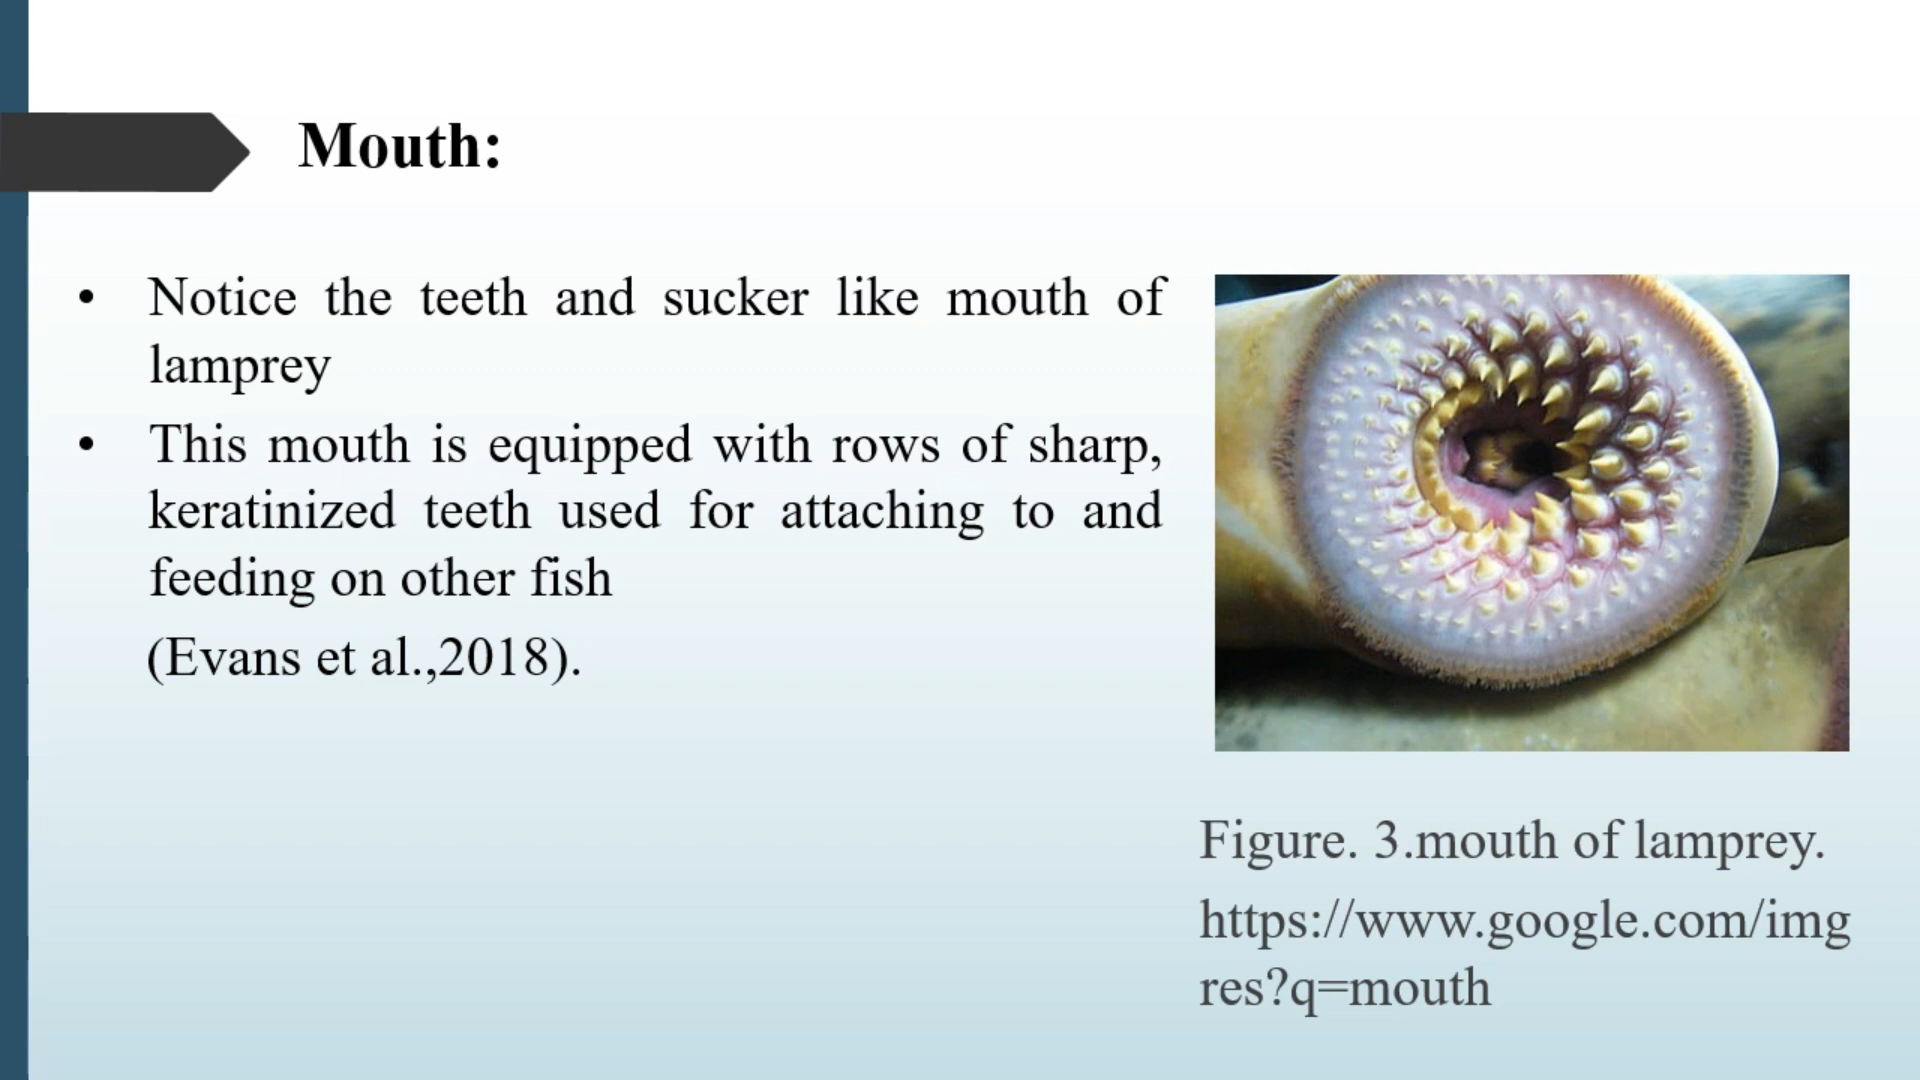 Mouth:
Notice the teeth and sucker like mouth of
lamprey
This mouth is equipped with rows of sharp,
keratinized teeth used for attaching to and
feeding on other fish
(Evans et al.,2018).
Figure. 3.mouth of lamprey.
https://www.google.com/img
res?q=mouth